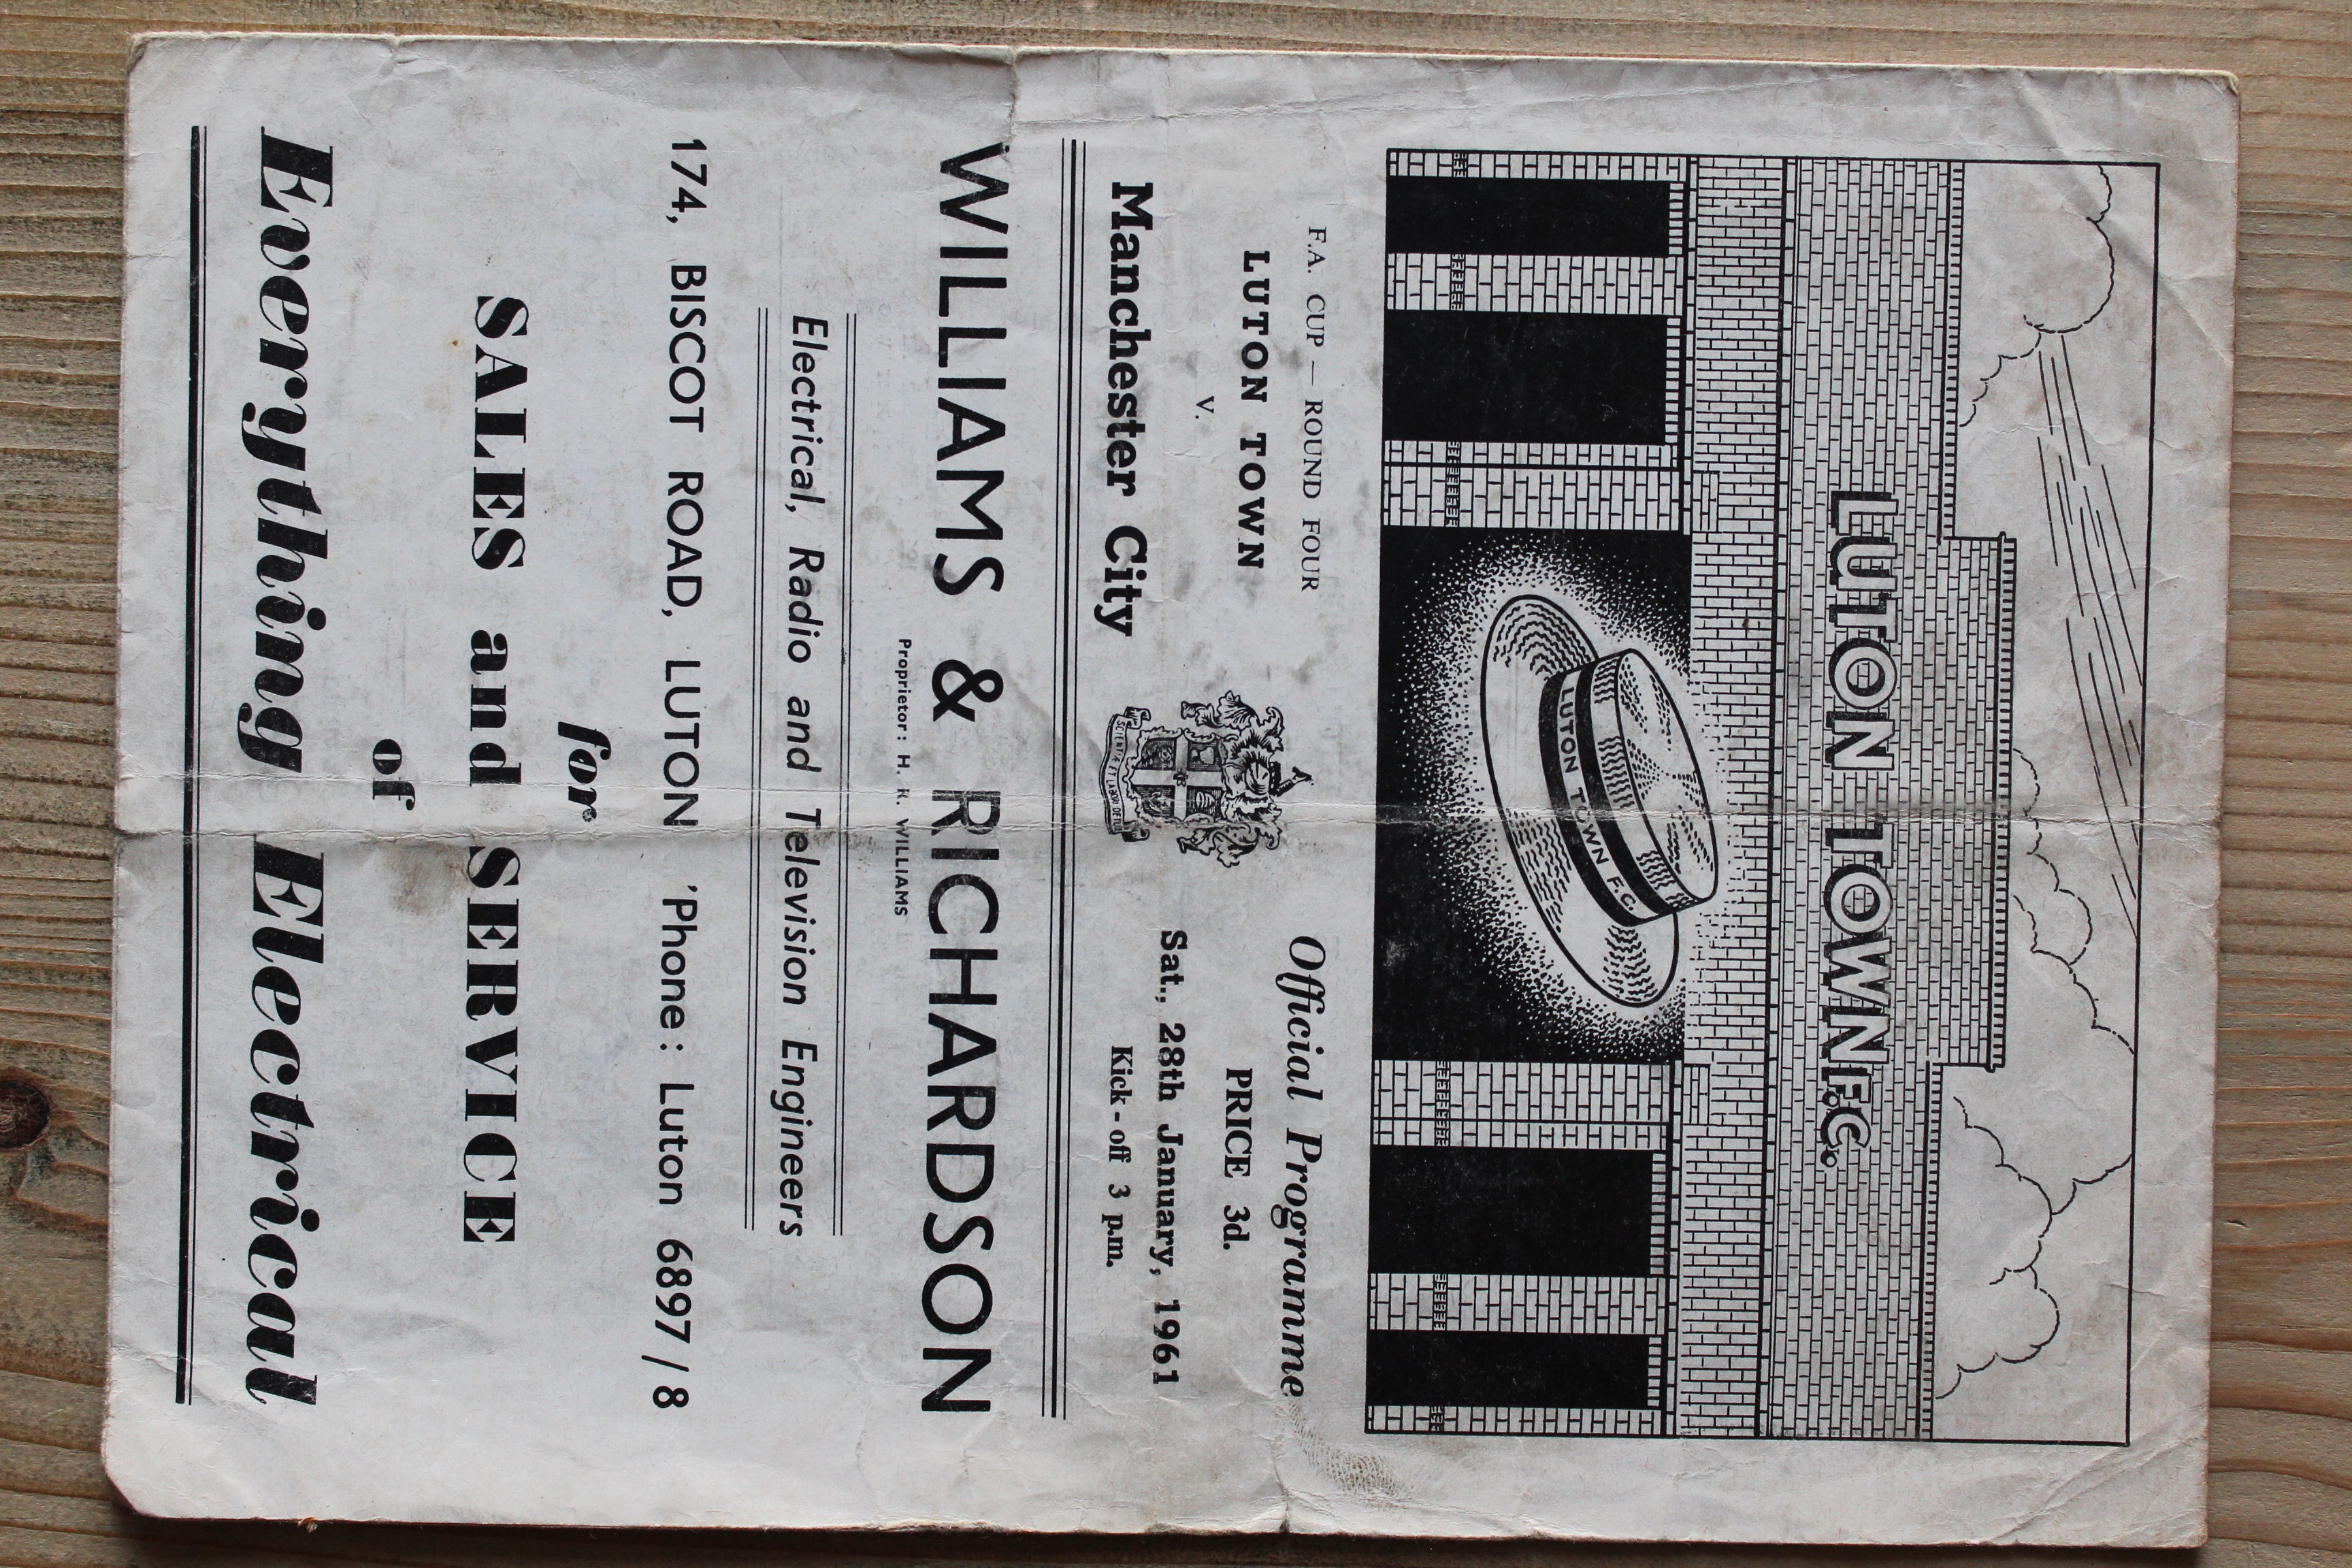 LUTON TOWN F.C.
LUTON TOWN F.C.
F.A. CUP — ROUND FOUR
LUTON TOWN
v.
Manchester City
Official Programme
PRICE 3d.
Sat., 28th January, 1961
Kick-off 3 p.m.
WILLIAMS & RICHARDSON
Proprietor: H. R. WILLIAMS
Electrical, Radio and Television Engineers
174, BISCOT ROAD, LUTON 'Phone: Luton 6897/8
for
SALES and SERVICE
of
Everything Electrical